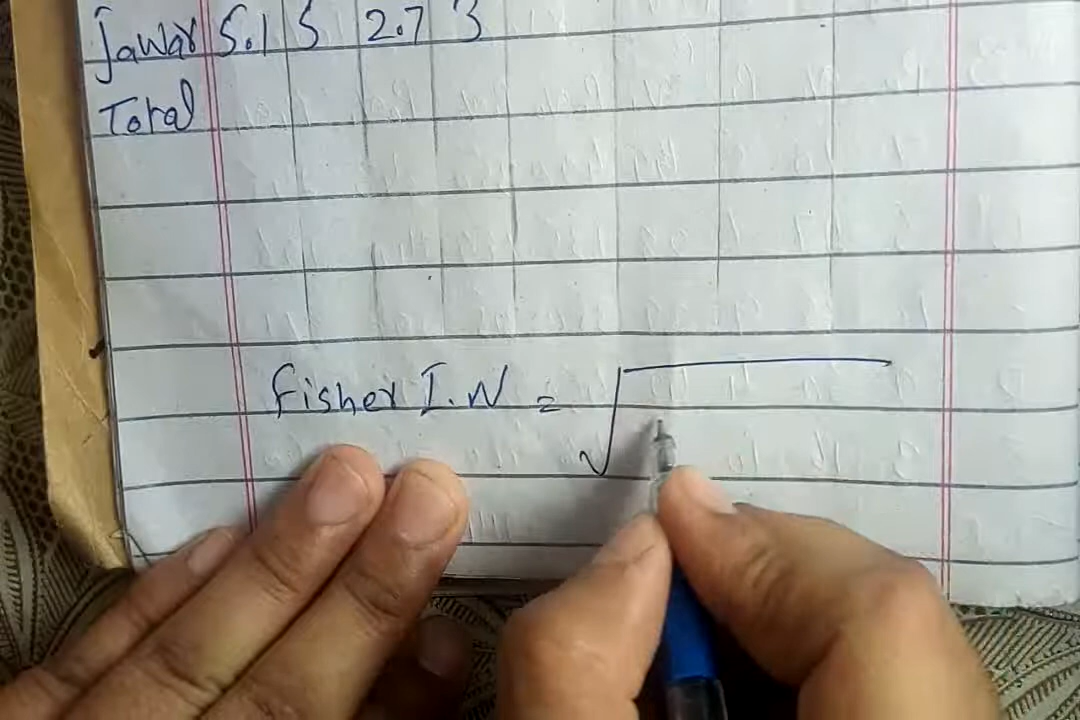 Jawar 5.1 5 2.7 3
Total
Fisher I.N = √